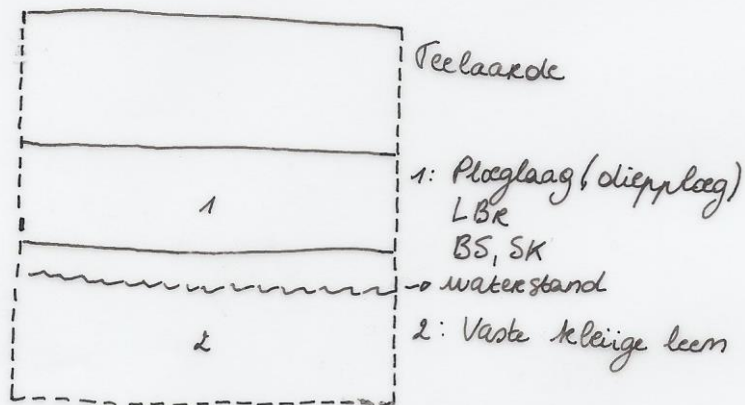 Teelaarde
1
1: Ploeglaag (diepploeg)
LBR
BS, SK
waterstand
2
2: Vaste kleiige leem